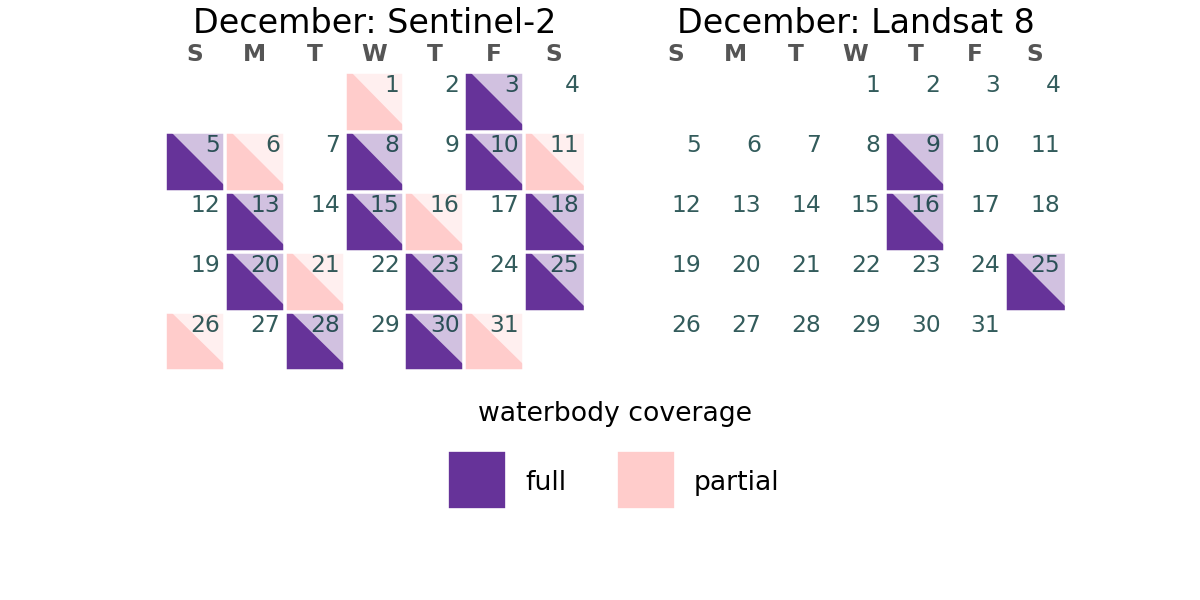 December: Sentinel-2
S M T W T F S
1 2 3 4
5 6 7 8 9 10 11
12 13 14 15 16 17 18
19 20 21 22 23 24 25
26 27 28 29 30 31
December: Landsat 8
S M T W T F S
1 2 3 4
5 6 7 8 9 10 11
12 13 14 15 16 17 18
19 20 21 22 23 24 25
26 27 28 29 30 31
waterbody coverage
full
partial